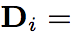 𝐃ᵢ =